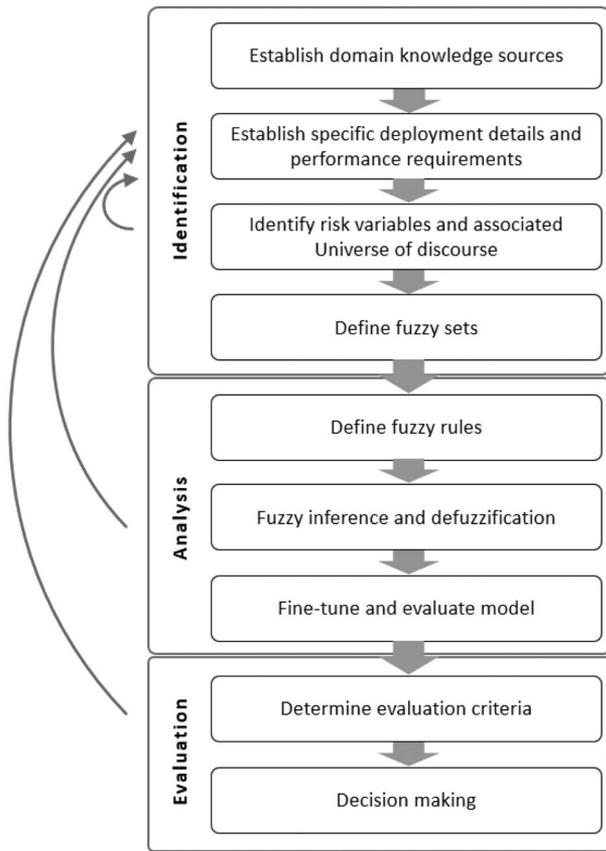 Identification
Establish domain knowledge sources
Establish specific deployment details and
performance requirements
Identify risk variables and associated
Universe of discourse
Define fuzzy sets
Analysis
Define fuzzy rules
Fuzzy inference and defuzzification
Fine-tune and evaluate model
Evaluation
Determine evaluation criteria
Decision making